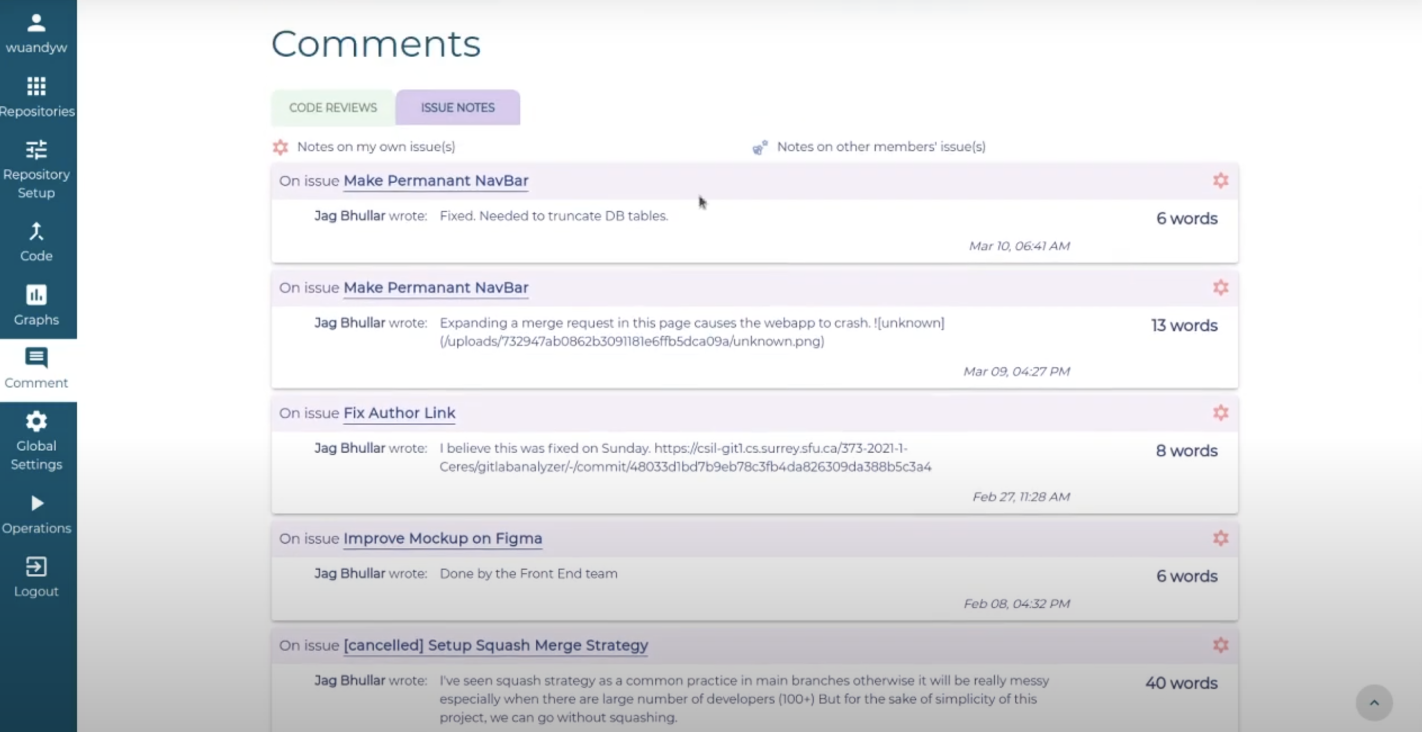 wuandyw
Repositories
Repository
Setup
Code
Graphs
Comment
Global
Settings
Operations
Logout
Comments
CODE REVIEWS
ISSUE NOTES
Notes on my own issue(s)
Notes on other members' issue(s)
On issue Make Permanant NavBar
Jag Bhullar wrote: Fixed. Needed to truncate DB tables.
6 words
Mar 10, 06:41 AM
On issue Make Permanant NavBar
Jag Bhullar wrote: Expanding a merge request in this page causes the webapp to crash. ![unknown]
(/uploads/732947ab0862b3091181e6ffb5dca09a/unknown.png)
13 words
Mar 09, 04:27 PM
On issue Fix Author Link
Jag Bhullar wrote: I believe this was fixed on Sunday. https://csil-git1.cs.surrey.sfu.ca/373-2021-1-
Ceres/gitlabanalyzer/-/commit/48033d1bd7b9eb78c3fb4da826309da388b5c3a4
8 words
Feb 27, 11:28 AM
On issue Improve Mockup on Figma
Jag Bhullar wrote: Done by the Front End team
6 words
Feb 08, 04:32 PM
On issue [cancelled] Setup Squash Merge Strategy
Jag Bhullar wrote: I've seen squash strategy as a common practice in main branches otherwise it will be really messy
especially when there are large number of developers (100+) But for the sake of simplicity of this
project, we can go without squashing.
40 words